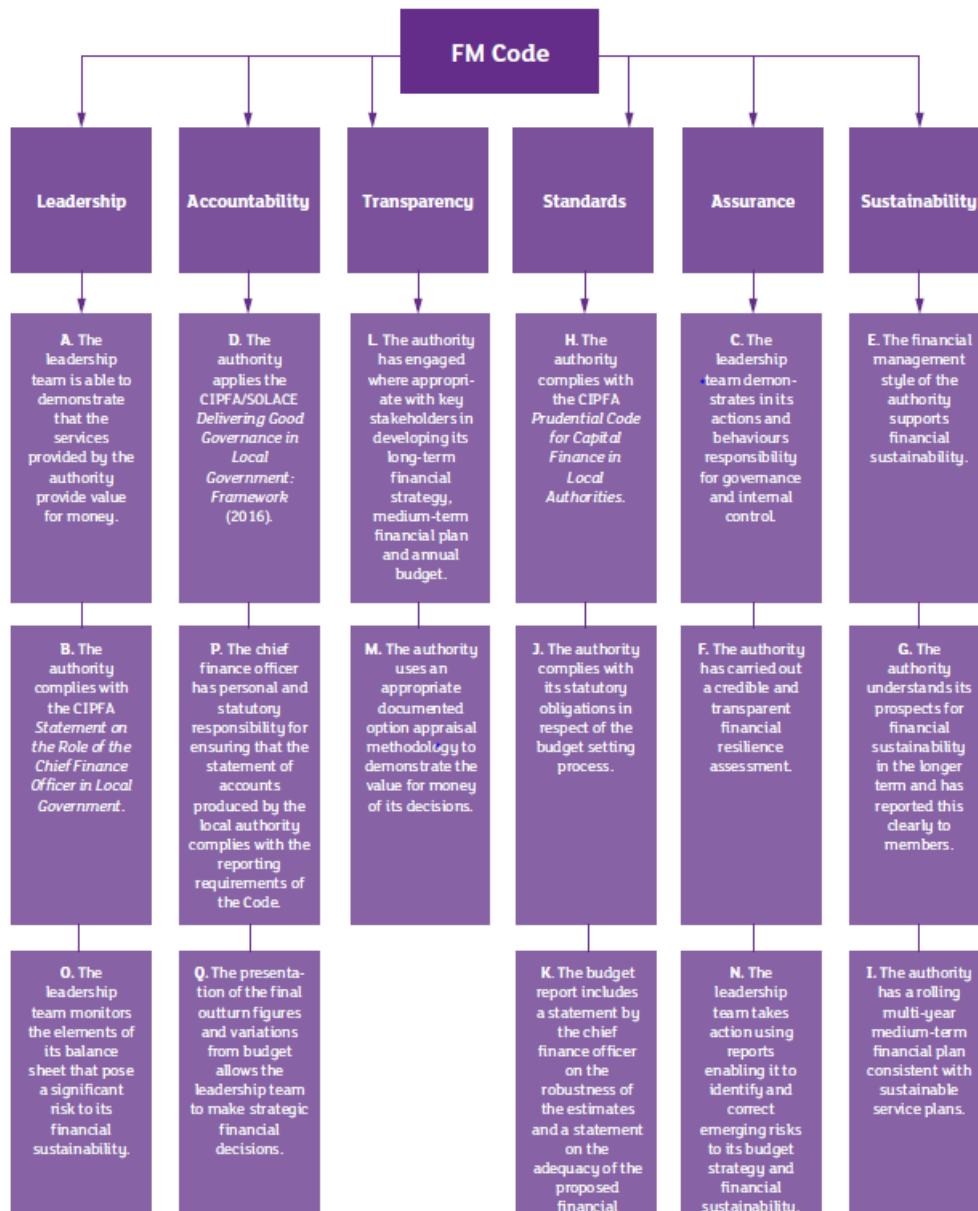 FM Code
Leadership
Accountability
Transparency
Standards
Assurance
Sustainability
A. The
leadership
team is able to
demonstrate
that the
services
provided by the
authority
provide value
for money.
D. The
authority
applies the
CIPFA/SOLACE
Delivering Good
Governance in
Local
Government:
Framework
(2016).
L. The authority
has engaged
where appropri-
ate with key
stakeholders in
developing its
long-term
financial
strategy,
medium-term
financial plan
and annual
budget.
H. The
authority
complies with
the CIPFA
Prudential Code
for Capital
Finance in
Local
Authorities.
C. The
leadership
team demon-
strates in its
actions and
behaviours
responsibility
for governance
and internal
control.
E. The financial
management
style of the
authority
supports
financial
sustainability.
B. The
authority
complies with
the CIPFA
Statement on
the Role of the
Chief Finance
Officer in Local
Government.
P. The chief
finance officer
has personal and
statutory
responsibility for
ensuring that the
statement of
accounts
produced by the
local authority
complies with the
reporting
requirements of
the Code.
M. The authority
uses an
appropriate
documented
option appraisal
methodology to
demonstrate the
value for money
of its decisions.
J. The authority
complies with
its statutory
obligations in
respect of the
budget setting
process.
F. The authority
has carried out
a credible and
transparent
financial
resilience
assessment.
G. The
authority
understands its
prospects for
financial
sustainability
in the longer
term and has
reported this
clearly to
members.
O. The
leadership
team monitors
the elements of
its balance
sheet that pose
a significant
risk to its
financial
sustainability.
Q. The presenta-
tion of the final
outturn figures
and variations
from budget
allows the
leadership team
to make strategic
financial
decisions.
K. The budget
report includes
a statement by
the chief
finance officer
on the
robustness of
the estimates
and a statement
on the
adequacy of the
proposed
financial
N. The
leadership
team takes
action using
reports
enabling it to
identify and
correct
emerging risks
to its budget
strategy and
financial
sustainability.
I. The authority
has a rolling
multi-year
medium-term
financial plan
consistent with
sustainable
service plans.